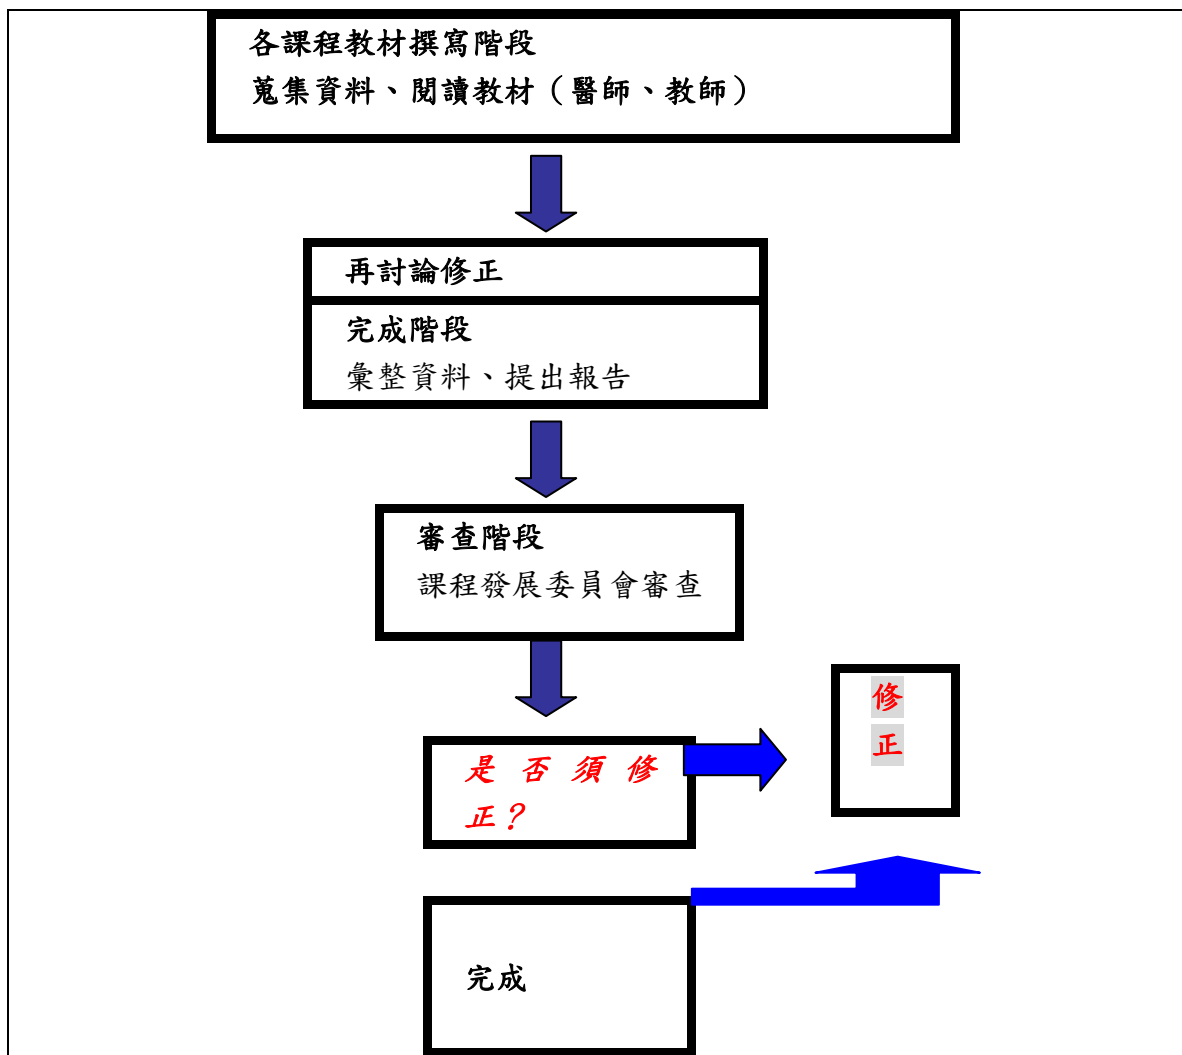 各課程教材撰寫階段
蒐集資料、閱讀教材（醫師、教師）
再討論修正
完成階段
彙整資料、提出報告
審查階段
課程發展委員會審查
是否須修
正?
修
正
完成